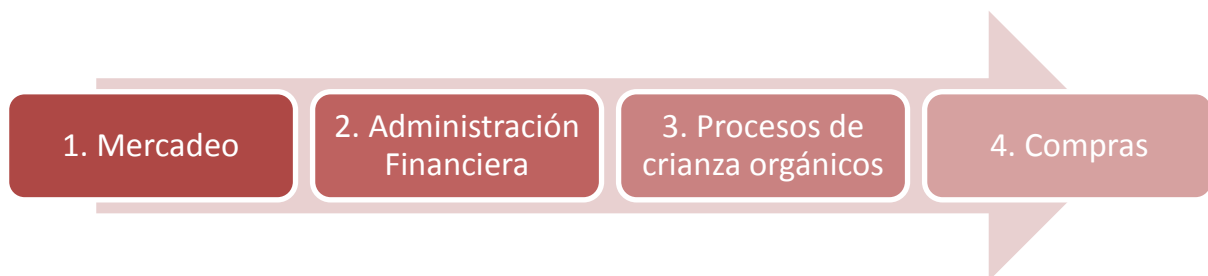 1. Mercadeo
2. Administración
Financiera
3. Procesos de
crianza orgánicos
4. Compras